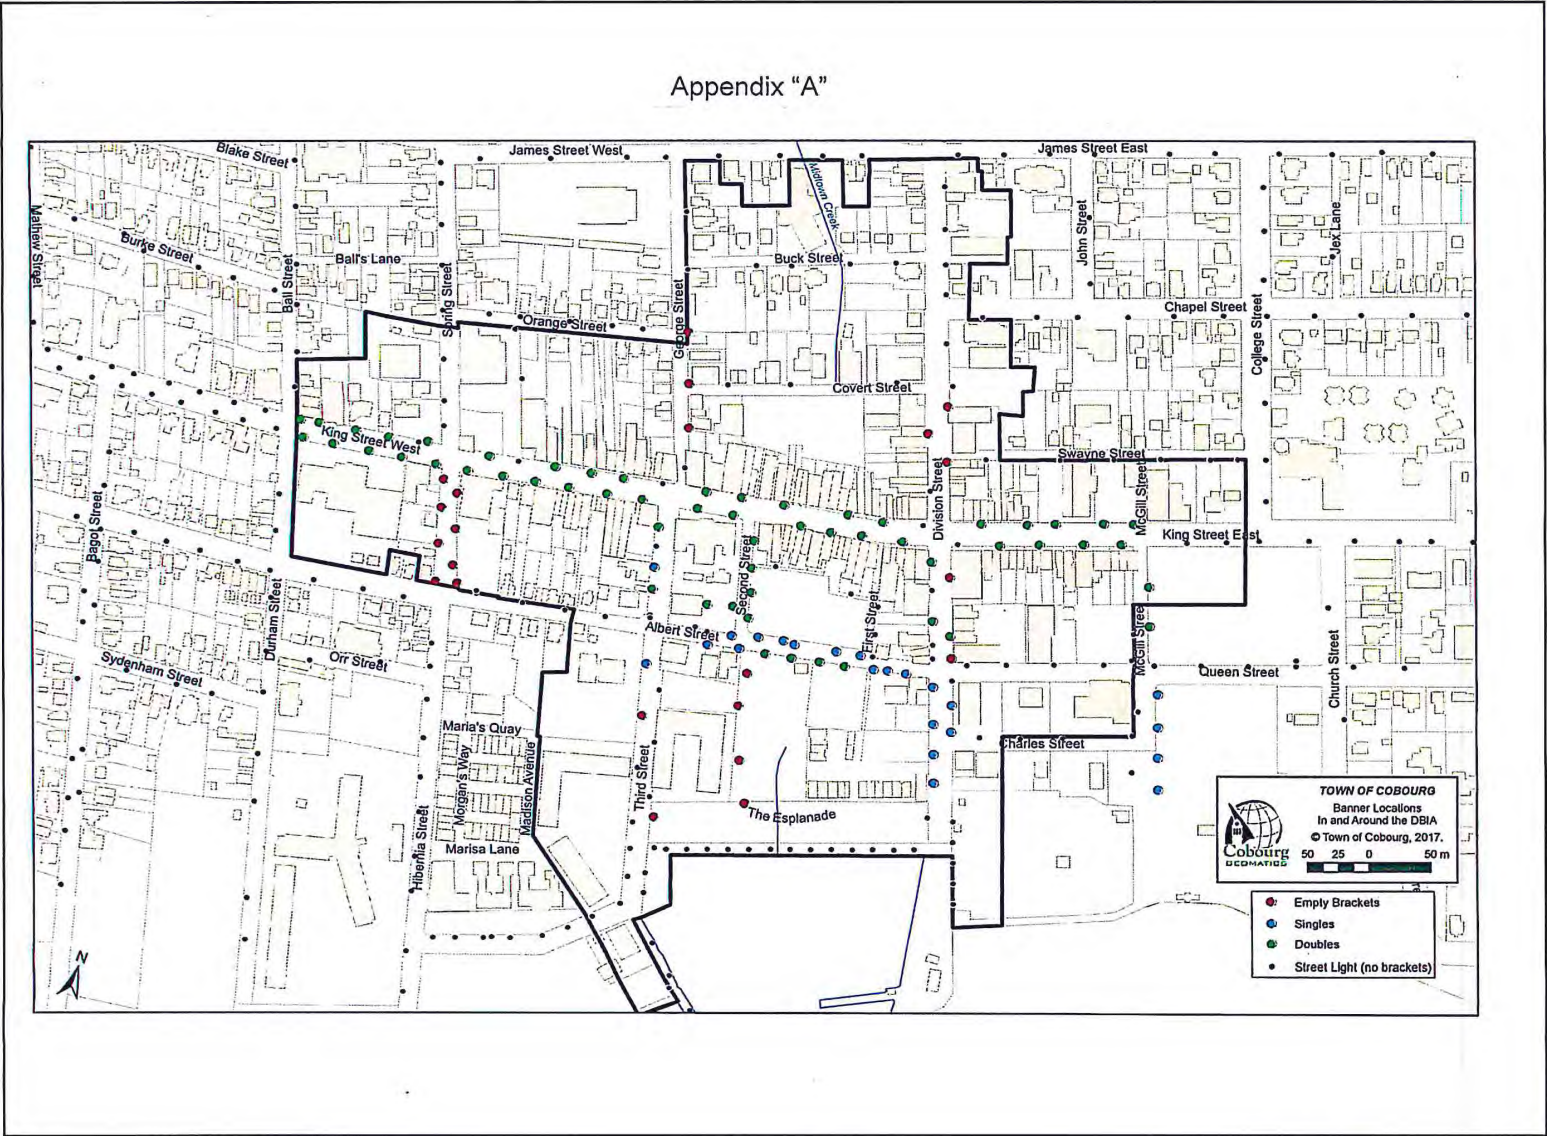 Appendix “A”
Blake Street
James Street West
James Street East
Midtown Creek
Mathew Street
Burke Street
Ball's Lane
Buck Street
John Street
Jex Lane
Ball Street
Spring Street
George Street
Orange Street
Chapel Street
College Street
Covert Street
King Street West
Swayne Street
Division Street
McGill Street
King Street East
Bagot Street
Second Street
First Street
Durham Street
Albert Street
McGill Street
Orr Street
Sydenham Street
Queen Street
Church Street
Maria's Quay
Charles Street
Morgan's Way
Madison Avenue
Third Street
The Esplanade
Hibernia Street
Marisa Lane
N
TOWN OF COBOURG
Banner Locations
In and Around the DBIA
© Town of Cobourg, 2017.
Cobourg
GEOMATICS
50 25 0 50 m
Empty Brackets
Singles
Doubles
Street Light (no brackets)